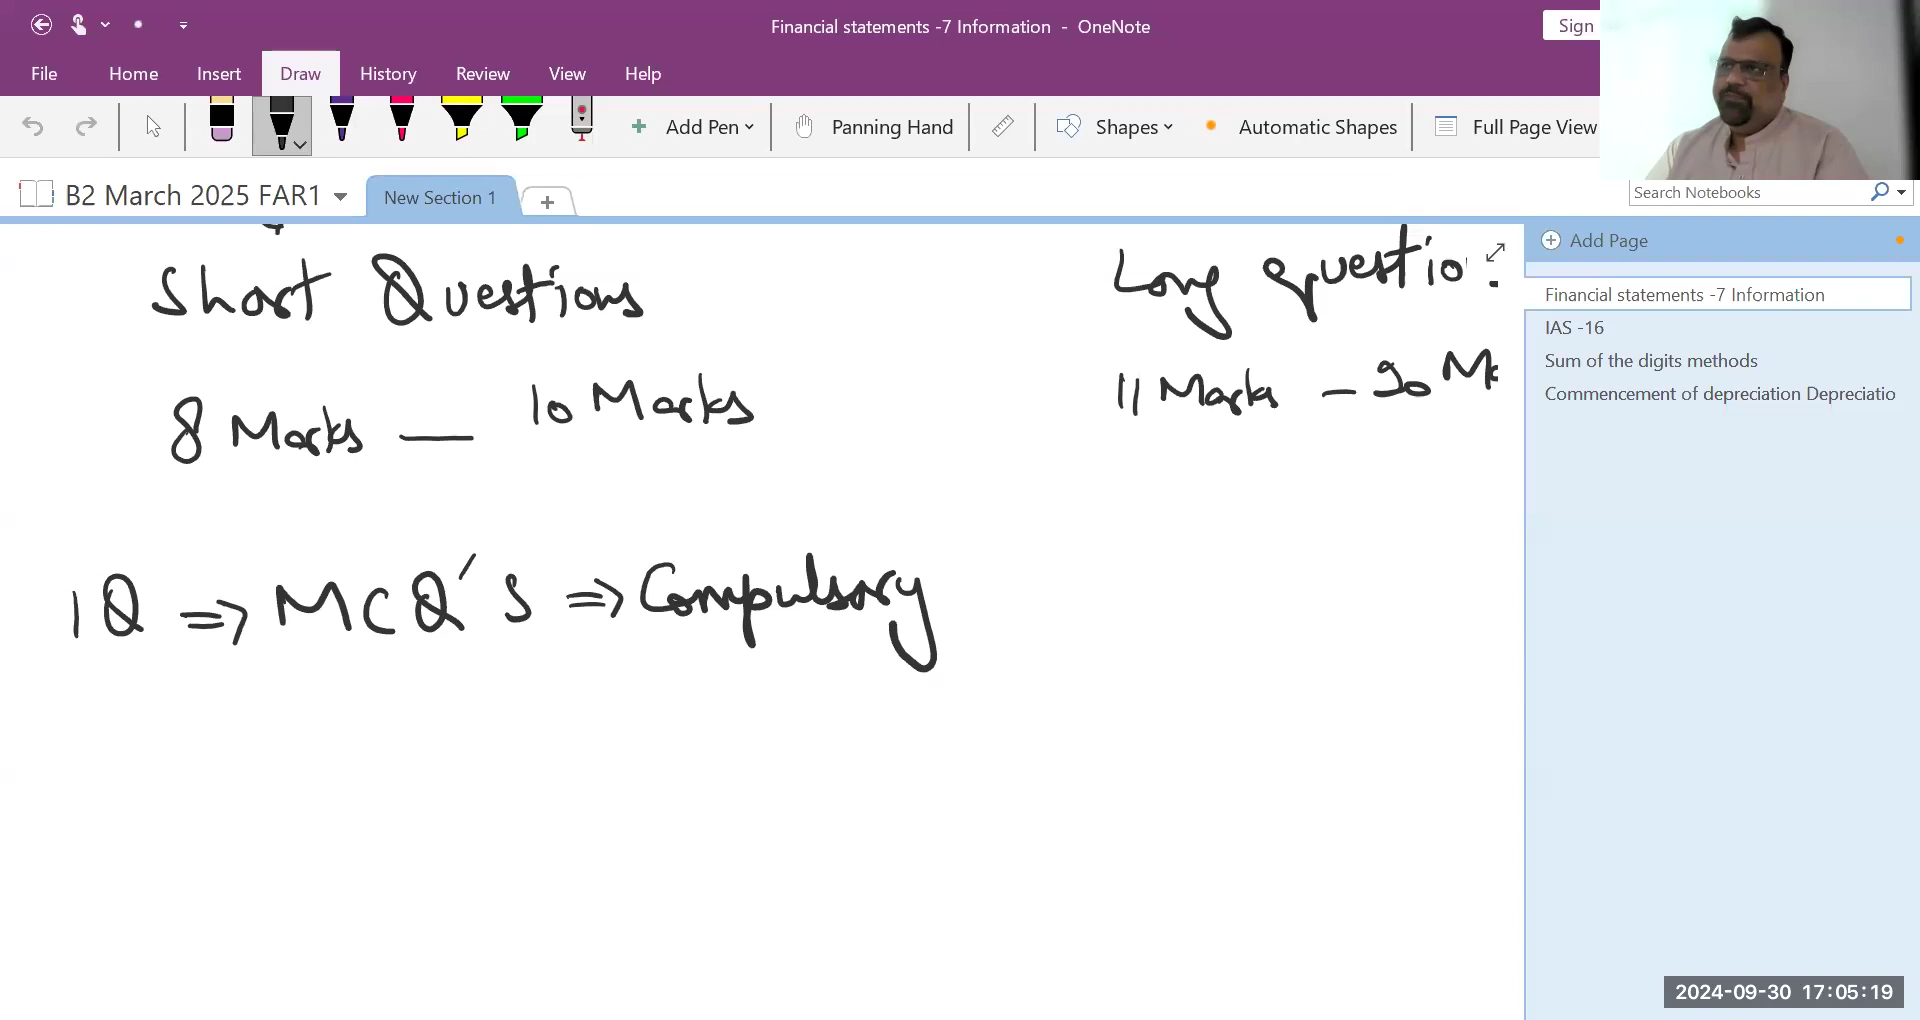 Financial statements -7 Information - OneNote
Sign
File Home Insert Draw History Review View Help
Add Pen Panning Hand Shapes Automatic Shapes Full Page View
B2 March 2025 FAR1 New Section 1
Search Notebooks
Add Page
Financial statements -7 Information
IAS -16
Sum of the digits methods
Commencement of depreciation Depreciatio
Short Questions
8 Marks — 10 Marks
Long questio
11 Marks — 20 Ma
1Q ⇒ MCQ's ⇒ Compulsory
2024-09-30 17:05:19